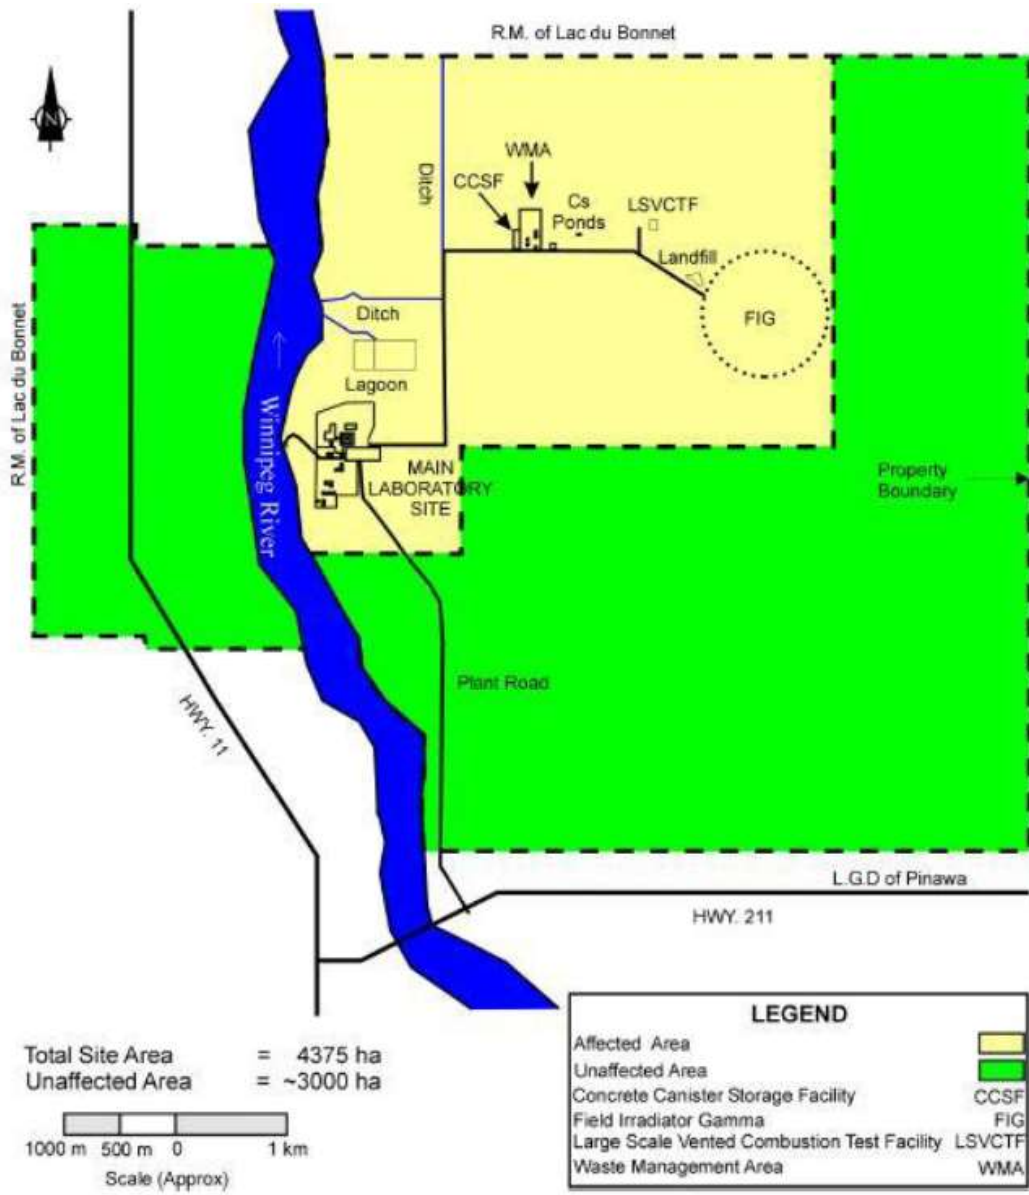 R.M. of Lac du Bonnet
N
WMA
CCSF
Ditch
Cs
Ponds
LSVCTF
Landfill
FIG
R.M. of Lac du Bonnet
Ditch
Lagoon
Winnipeg River
MAIN
LABORATORY
SITE
Property
Boundary
Plant Road
HWY. 11
L.G.D of Pinawa
HWY. 211
Total Site Area = 4375 ha
Unaffected Area = ~3000 ha
1000 m 500 m 0 1 km
Scale (Approx)
LEGEND
Affected Area
Unaffected Area
Concrete Canister Storage Facility CCSF
Field Irradiator Gamma FIG
Large Scale Vented Combustion Test Facility LSVCTF
Waste Management Area WMA